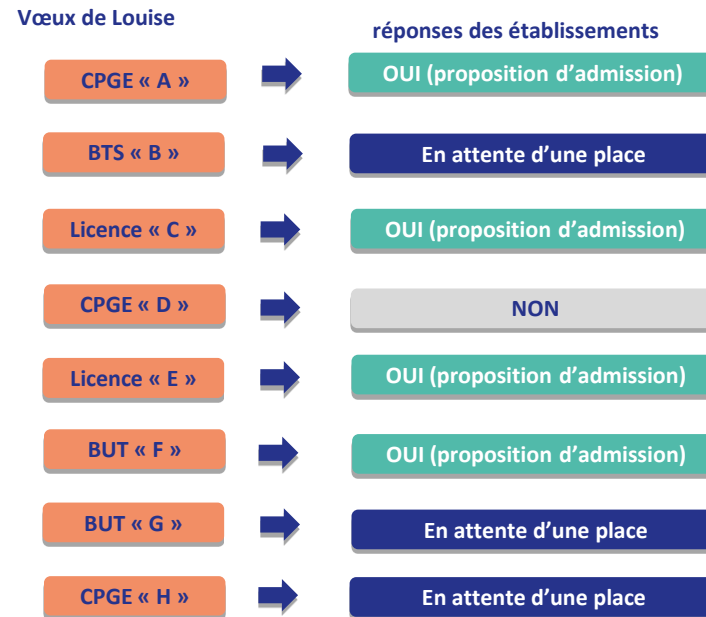 Vœux de Louise
réponses des établissements
CPGE « A »
OUI (proposition d’admission)
BTS « B »
En attente d’une place
Licence « C »
OUI (proposition d’admission)
CPGE « D »
NON
Licence « E »
OUI (proposition d’admission)
BUT « F »
OUI (proposition d’admission)
BUT « G »
En attente d’une place
CPGE « H »
En attente d’une place